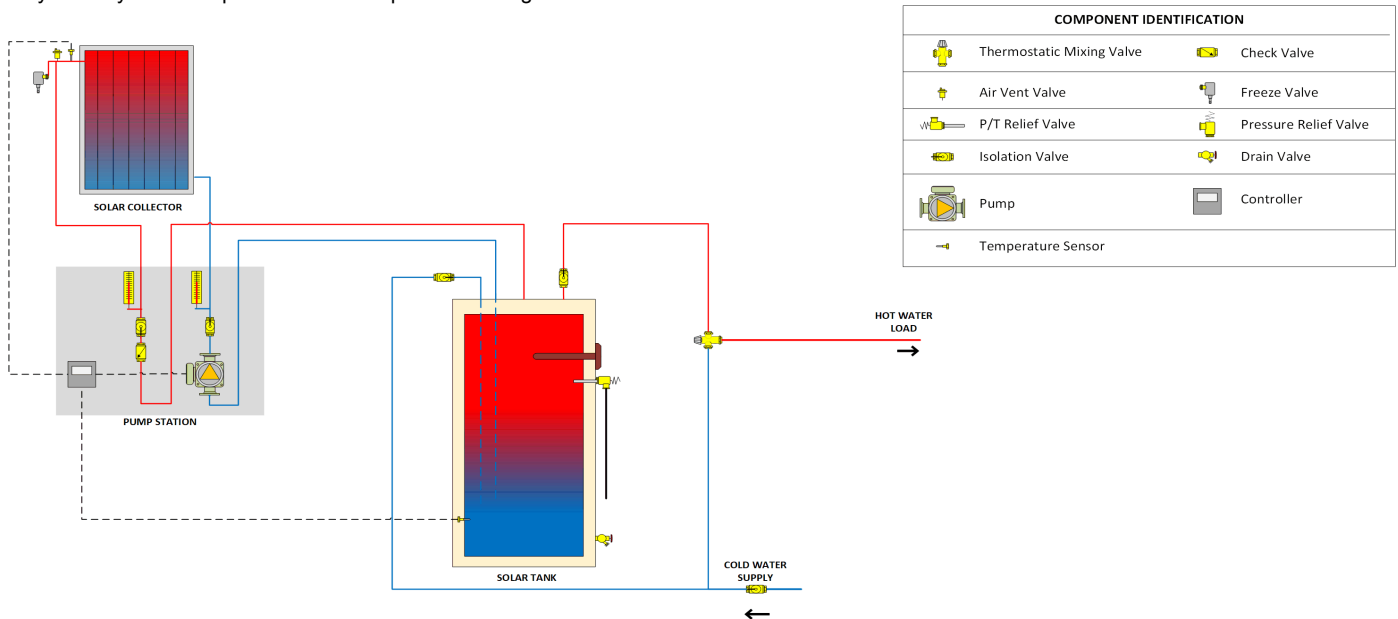 COMPONENT IDENTIFICATION
Thermostatic Mixing Valve
Check Valve
Air Vent Valve
Freeze Valve
P/T Relief Valve
Pressure Relief Valve
Isolation Valve
Drain Valve
Pump
Controller
Temperature Sensor
SOLAR COLLECTOR
HOT WATER
LOAD
PUMP STATION
COLD WATER
SUPPLY
SOLAR TANK